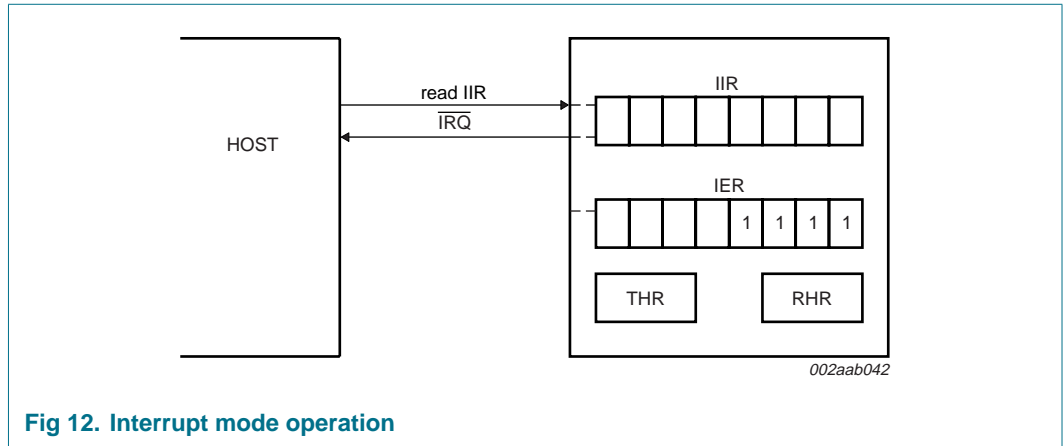 IIR
read IIR
IRQ
HOST
IER
1 1 1 1
THR RHR
002aab042
Fig 12. Interrupt mode operation